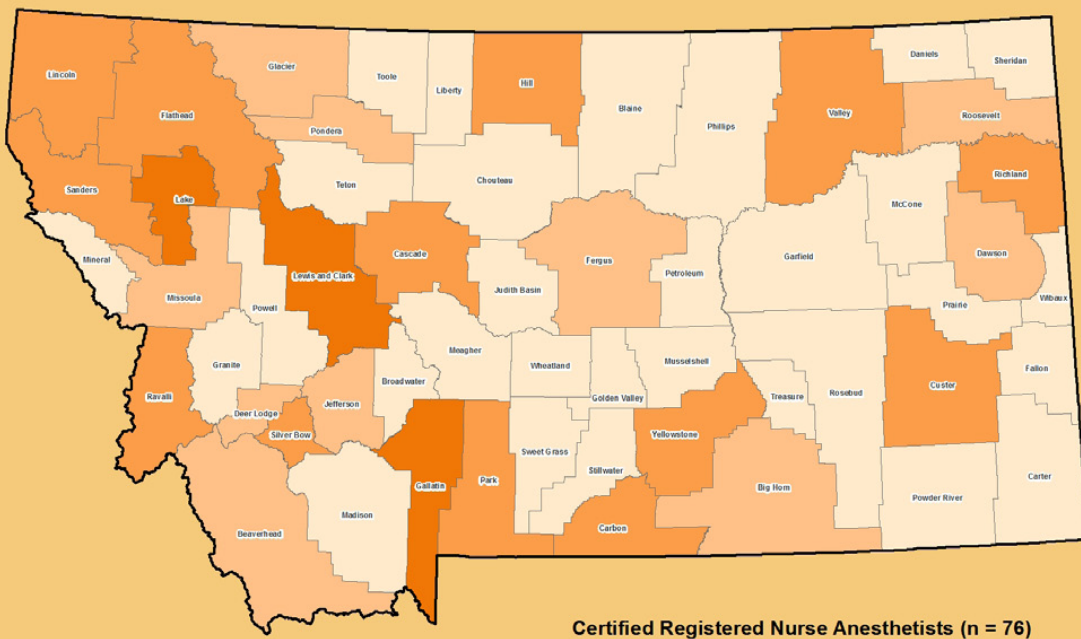 Daniels
Sheridan
Glacier
Toole
Liberty
Hill
Blaine
Lincoln
Flathead
Valley
Roosevelt
Phillips
Pondera
Richland
Teton
Chouteau
Sanders
Lake
McCone
Cascade
Garfield
Dawson
Mineral
Lewis and Clark
Fergus
Petroleum
Judith Basin
Missoula
Wibaux
Powell
Prairie
Meagher
Granite
Wheatland
Musselshell
Fallon
Broadwater
Custer
Ravalli
Jefferson
Golden Valley
Treasure
Rosebud
Deer Lodge
Silver Bow
Yellowstone
Sweet Grass
Stillwater
Gallatin
Park
Big Horn
Carter
Madison
Powder River
Carbon
Beaverhead
Certified Registered Nurse Anesthetists (n = 76)